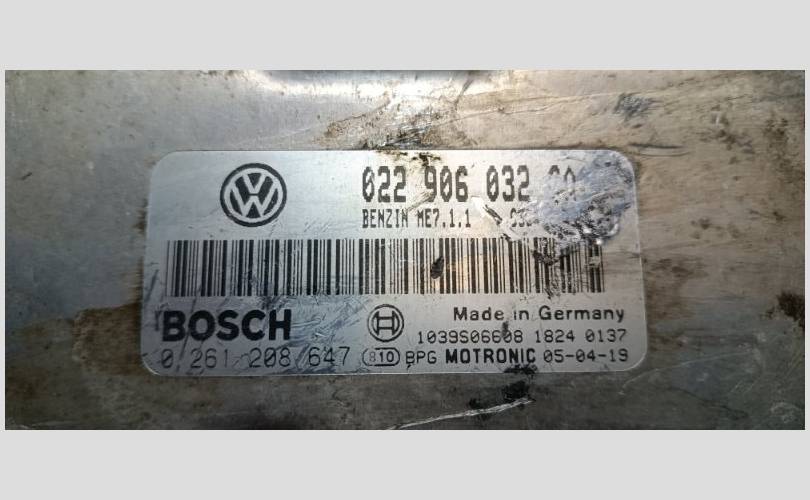 022 906 032
BENZIN ME7.1.1
BOSCH
Made in Germany
1039S06608 1824 0137
0 261 208 647 810 BPG MOTRONIC 05-04-19